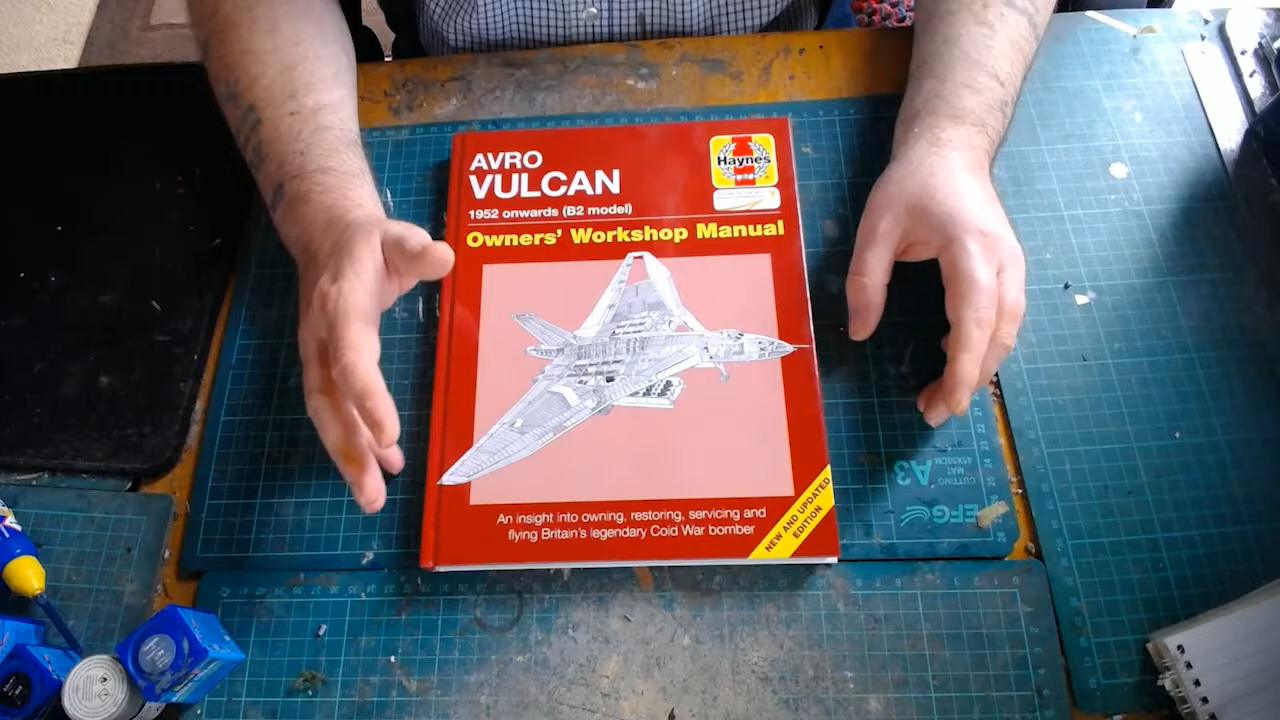 AVRO
VULCAN
1952 onwards (B2 model)
Haynes
Owners' Workshop Manual
An insight into owning, restoring, servicing and
flying Britain's legendary Cold War bomber
NEW AND UPDATED
EDITION
A3
CUTTING
MAT
45X30CM
EFG